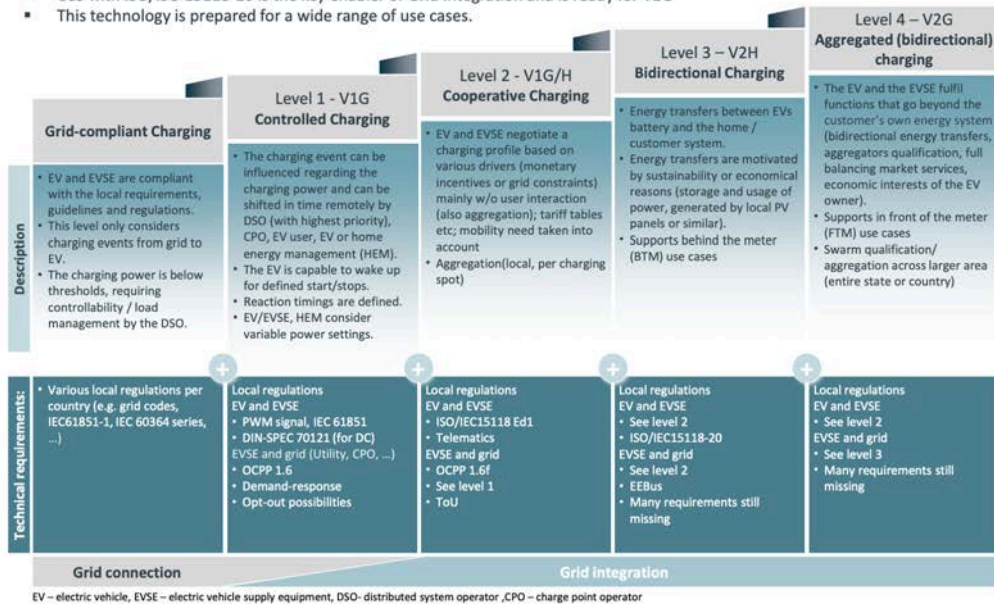 This technology is prepared for a wide range of use cases.
Grid-compliant Charging
Level 1 - V1G
Controlled Charging
Level 2 - V1G/H
Cooperative Charging
Level 3 – V2H
Bidirectional Charging
Level 4 – V2G
Aggregated (bidirectional)
charging
Description
• EV and EVSE are compliant
with the local requirements,
guidelines and regulations.
• This level only considers
charging events from grid to
EV.
• The charging power is below
thresholds, requiring
controllability / load
management by the DSO.
• The charging event can be
influenced regarding the
charging power and can be
shifted in time remotely by
DSO (with highest priority),
CPO, EV user, EV or home
energy management (HEM).
• The EV is capable to wake up
for defined start/stops.
• Reaction timings are defined.
• EV/EVSE, HEM consider
variable power settings.
• EV and EVSE negotiate a
charging profile based on
various drivers (monetary
incentives or grid constraints)
mainly w/o user interaction
(also aggregation); tariff tables
etc; mobility need taken into
account
• Aggregation(local, per charging
spot)
• Energy transfers between EVs
battery and the home /
customer system.
• Energy transfers are motivated
by sustainability or economical
reasons (storage and usage of
power, generated by local PV
panels or similar).
• Supports behind the meter
(BTM) use cases
• The EV and the EVSE fulfil
functions that go beyond the
customer's own energy system
(bidirectional energy transfers,
aggregators qualification, full
balancing market services,
economic interests of the EV
owner).
• Supports in front of the meter
(FTM) use cases
• Swarm qualification/
aggregation across larger area
(entire state or country)
Technical requirements:
• Various local regulations per
country (e.g. grid codes,
IEC61851-1, IEC 60364 series,
...)
Local regulations
EV and EVSE
• PWM signal, IEC 61851
• DIN-SPEC 70121 (for DC)
EVSE and grid (Utility, CPO, ...)
• OCPP 1.6
• Demand-response
• Opt-out possibilities
Local regulations
EV and EVSE
• ISO/IEC15118 Ed1
• Telematics
EVSE and grid
• OCPP 1.6f
• See level 1
• ToU
Local regulations
EV and EVSE
• See level 2
• ISO/IEC15118-20
EVSE and grid
• See level 2
• EEBus
• Many requirements still
missing
Local regulations
EV and EVSE
• See level 2
EVSE and grid
• See level 3
• Many requirements still
missing
Grid connection
Grid integration
EV – electric vehicle, EVSE – electric vehicle supply equipment, DSO- distributed system operator ,CPO – charge point operator